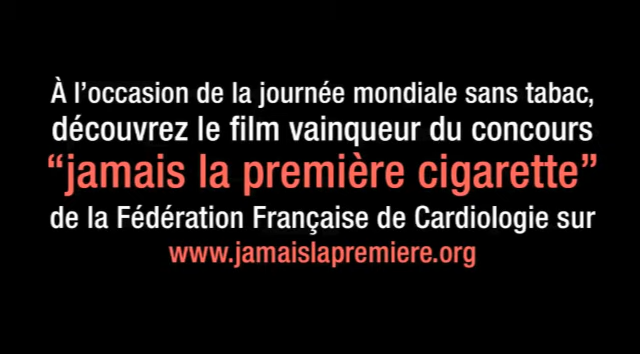 À l’occasion de la journée mondiale sans tabac,
découvrez le film vainqueur du concours
“jamais la première cigarette”
de la Fédération Française de Cardiologie sur
www.jamaislapremiere.org